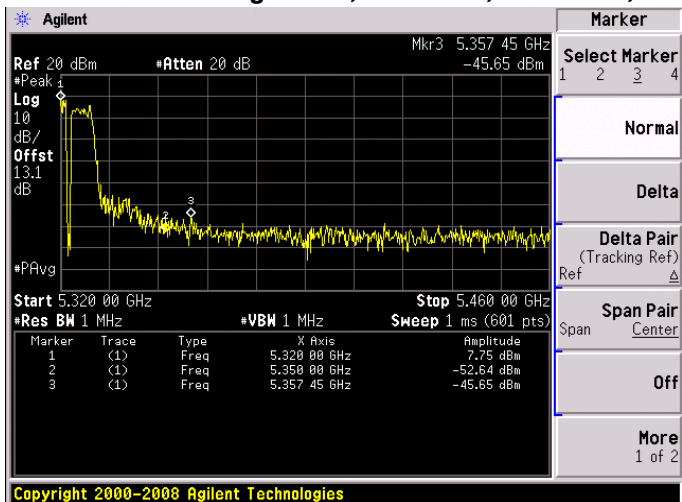 Agilent
Marker
Mkr3 5.357 45 GHz
Ref 20 dBm #Atten 20 dB -45.65 dBm
#Peak
Log
10
dB/
Offst
13.1
dB
#PAvg
1
2
3
Start 5.320 00 GHz Stop 5.460 00 GHz
#Res BW 1 MHz #VBW 1 MHz Sweep 1 ms (601 pts)
Marker Trace Type X Axis Amplitude
1 (1) Freq 5.320 00 GHz 7.75 dBm
2 (1) Freq 5.350 00 GHz -52.64 dBm
3 (1) Freq 5.357 45 GHz -45.65 dBm
Select Marker
1 2 3 4
Normal
Delta
Delta Pair
(Tracking Ref)
Ref Δ
Span Pair
Span Center
Off
More
1 of 2
Copyright 2000-2008 Agilent Technologies